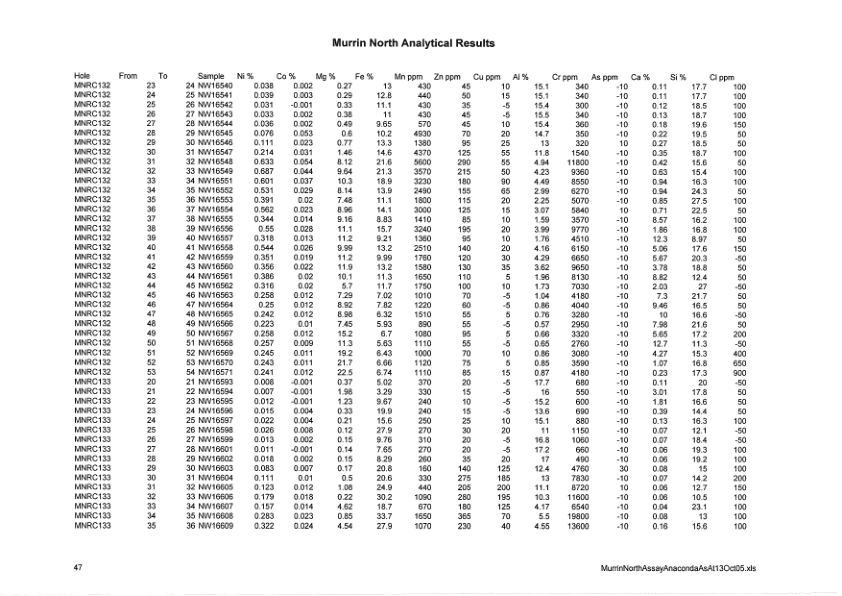 Murrin North Analytical Results
Hole From To Sample Ni % Co % Mg % Fe % Mn ppm Zn ppm Cu ppm Al % Cr ppm As ppm Ca % Si % Cl ppm
MNRC132 23 24 NW16540 0.038 0.002 0.27 13 430 45 10 15.1 340 -10 0.11 17.7 100
MNRC132 24 25 NW16541 0.039 0.003 0.29 12.8 440 50 15 15.1 340 -10 0.11 17.7 100
MNRC132 25 26 NW16542 0.031 -0.001 0.33 11.1 430 35 -5 15.4 300 -10 0.12 18.5 100
MNRC132 26 27 NW16543 0.033 0.002 0.38 11 430 45 -5 15.5 340 -10 0.13 18.7 100
MNRC132 27 28 NW16544 0.036 0.002 0.49 9.65 570 45 10 15.4 360 -10 0.18 19.6 150
MNRC132 28 29 NW16545 0.076 0.053 0.6 10.2 4930 70 20 14.7 350 -10 0.22 19.5 50
MNRC132 29 30 NW16546 0.111 0.023 0.77 13.3 1380 95 25 13 320 10 0.27 18.5 50
MNRC132 30 31 NW16547 0.214 0.031 1.46 14.6 4370 125 55 11.8 1540 -10 0.35 18.7 100
MNRC132 31 32 NW16548 0.633 0.054 8.12 21.6 5600 290 55 4.94 11800 -10 0.42 15.6 50
MNRC132 32 33 NW16549 0.687 0.044 9.64 21.3 3570 215 50 4.23 9360 -10 0.63 15.4 100
MNRC132 33 34 NW16551 0.601 0.037 10.3 18.9 3230 180 90 4.49 8550 -10 0.94 16.3 100
MNRC132 34 35 NW16552 0.531 0.029 8.14 13.9 2490 155 65 2.99 6270 -10 0.94 24.3 50
MNRC132 35 36 NW16553 0.391 0.02 7.48 11.1 1800 115 20 2.25 5070 -10 0.85 27.5 100
MNRC132 36 37 NW16554 0.562 0.023 8.96 14.1 3000 125 15 3.07 5840 10 0.71 22.5 50
MNRC132 37 38 NW16555 0.344 0.014 9.16 8.83 1410 85 10 1.59 3570 -10 8.57 16.2 100
MNRC132 38 39 NW16556 0.55 0.028 11.1 15.7 3240 195 20 3.99 9770 -10 1.86 16.8 100
MNRC132 39 40 NW16557 0.318 0.013 11.2 9.21 1360 95 10 1.76 4510 -10 12.3 8.97 50
MNRC132 40 41 NW16558 0.544 0.026 9.99 13.2 2510 140 20 4.16 6150 -10 5.06 17.6 150
MNRC132 41 42 NW16559 0.351 0.019 11.2 9.99 1760 120 30 4.29 6650 -10 5.67 20.3 -50
MNRC132 42 43 NW16560 0.356 0.022 11.9 13.2 1580 130 35 3.62 9650 -10 3.78 18.8 50
MNRC132 43 44 NW16561 0.386 0.02 10.1 11.3 1650 110 5 1.96 8130 -10 8.82 12.4 50
MNRC132 44 45 NW16562 0.316 0.02 5.7 11.7 1750 100 10 1.73 7030 -10 2.03 27 -50
MNRC132 45 46 NW16563 0.258 0.012 7.29 7.02 1010 70 -5 1.04 4180 -10 7.3 21.7 50
MNRC132 46 47 NW16564 0.25 0.012 8.92 7.82 1220 60 -5 0.86 4040 -10 9.46 16.5 50
MNRC132 47 48 NW16565 0.242 0.012 8.98 6.32 1510 55 5 0.76 3280 -10 10 16.6 -50
MNRC132 48 49 NW16566 0.223 0.01 7.45 5.93 890 55 -5 0.57 2950 -10 7.98 21.6 50
MNRC132 49 50 NW16567 0.258 0.012 15.2 6.7 1080 95 5 0.66 3320 -10 5.65 17.2 200
MNRC132 50 51 NW16568 0.257 0.009 11.3 5.63 1110 55 -5 0.65 2760 -10 12.7 11.3 -50
MNRC132 51 52 NW16569 0.245 0.011 19.2 6.43 1000 70 10 0.86 3080 -10 4.27 15.3 400
MNRC132 52 53 NW16570 0.243 0.011 21.7 6.66 1120 75 5 0.85 3590 -10 1.07 16.8 650
MNRC132 53 54 NW16571 0.241 0.012 22.5 6.74 1110 85 15 0.87 4180 -10 0.23 17.3 900
MNRC133 20 21 NW16593 0.008 -0.001 0.37 5.02 370 20 -5 17.7 680 -10 0.11 20 -50
MNRC133 21 22 NW16594 0.007 -0.001 1.98 3.29 330 15 -5 16 550 -10 3.01 17.8 50
MNRC133 22 23 NW16595 0.012 -0.001 1.23 9.67 240 10 -5 15.2 600 -10 1.81 16.6 50
MNRC133 23 24 NW16596 0.015 0.004 0.33 19.9 240 15 -5 13.6 690 -10 0.39 14.4 50
MNRC133 24 25 NW16597 0.022 0.004 0.21 15.6 250 25 10 15.1 880 -10 0.13 16.3 100
MNRC133 25 26 NW16598 0.026 0.008 0.12 27.9 270 30 20 11 1150 -10 0.07 12.1 -50
MNRC133 26 27 NW16599 0.013 0.002 0.15 9.76 310 20 -5 16.8 1060 -10 0.07 18.4 -50
MNRC133 27 28 NW16601 0.011 -0.001 0.14 7.65 270 20 -5 17.2 660 -10 0.06 19.3 100
MNRC133 28 29 NW16602 0.018 0.002 0.15 8.29 260 35 20 17 490 -10 0.06 19.2 100
MNRC133 29 30 NW16603 0.083 0.007 0.17 20.8 160 140 125 12.4 4760 30 0.08 15 100
MNRC133 30 31 NW16604 0.111 0.01 0.5 20.6 330 275 185 13 7830 -10 0.07 14.2 200
MNRC133 31 32 NW16605 0.123 0.012 1.08 24.9 440 205 200 11.1 8720 10 0.06 12.7 150
MNRC133 32 33 NW16606 0.179 0.018 0.22 30.2 1090 280 195 10.3 11600 -10 0.06 10.5 100
MNRC133 33 34 NW16607 0.157 0.014 4.62 18.7 670 180 125 4.17 6540 -10 0.04 23.1 100
MNRC133 34 35 NW16608 0.283 0.023 0.85 33.7 1650 365 70 5.5 19800 -10 0.08 13 100
MNRC133 35 36 NW16609 0.322 0.024 4.54 27.9 1070 230 40 4.55 13600 -10 0.16 15.6 100
47 MurrinNorthAssayAnacondaAsAt13Oct05.xls